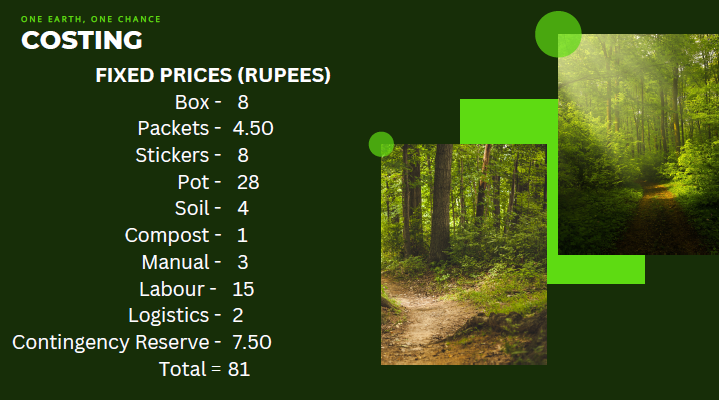 ONE EARTH, ONE CHANCE
COSTING
FIXED PRICES (RUPEES)
Box - 8
Packets - 4.50
Stickers - 8
Pot - 28
Soil - 4
Compost - 1
Manual - 3
Labour - 15
Logistics - 2
Contingency Reserve - 7.50
Total = 81